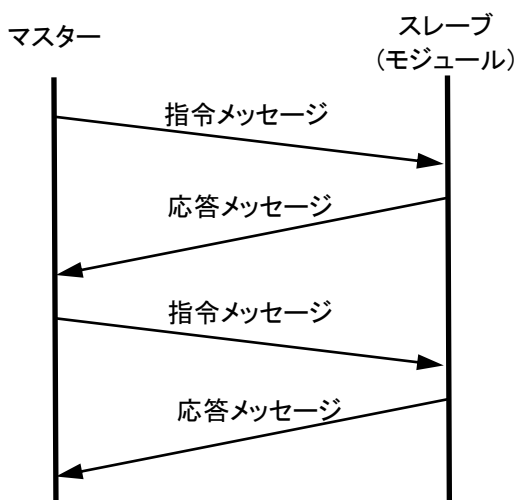 マスター
スレーブ
（モジュール）
指令メッセージ
応答メッセージ
指令メッセージ
応答メッセージ